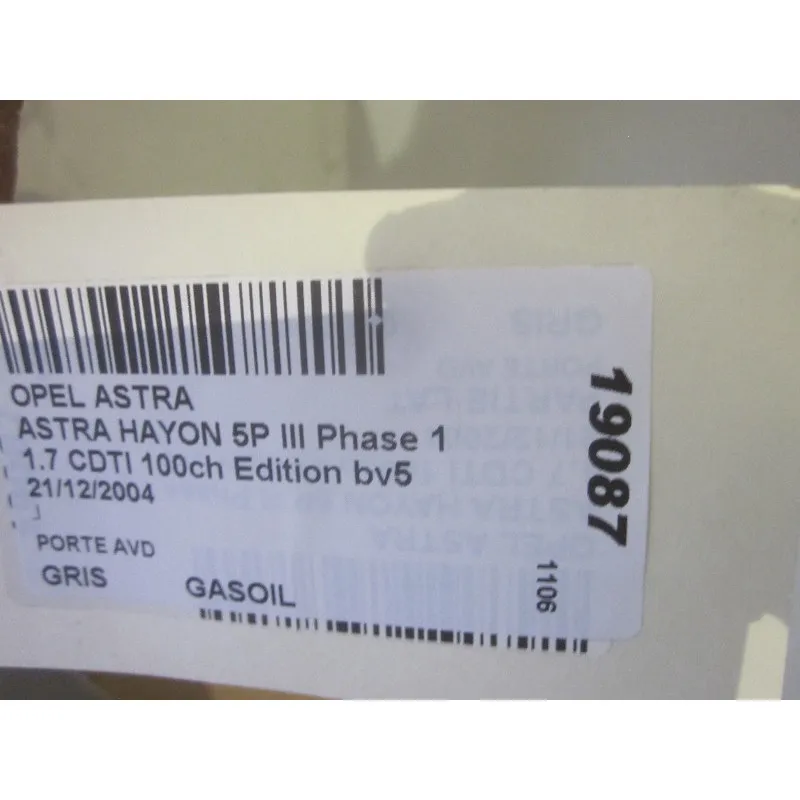 OPEL ASTRA
ASTRA HAYON 5P III Phase 1
1.7 CDTI 100ch Edition bv5
21/12/2004
PORTE AVD
GRIS GASOIL
19087
1106